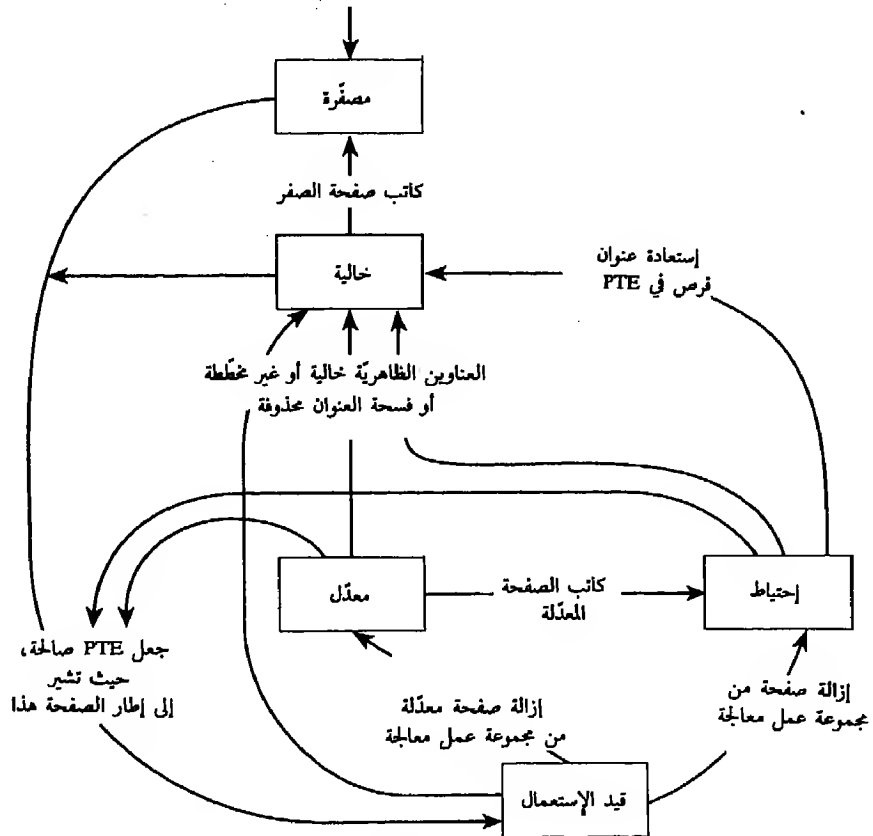 مصفّرة
كاتب صفحة الصفر
خالية
إستعادة عنوان
قرص في PTE
العناوين الظاهريّة خالية أو غير مخطّطة
أو فسحة العنوان محذوفة
معدّل
كاتب الصفحة
المعدّلة
إحتياط
جعل PTE صالحة،
حيث تشير
إلى إطار الصفحة هذا
إزالة صفحة معدّلة
من مجموعة عمل معالجة
إزالة صفحة من
مجموعة عمل معالجة
قيد الإستعمال